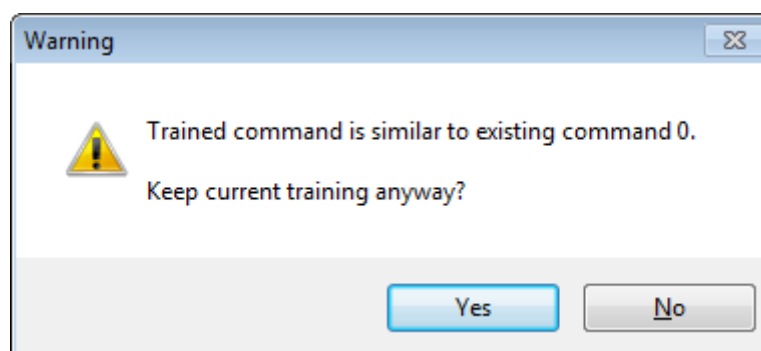 Warning
Trained command is similar to existing command 0.
Keep current training anyway?
Yes
No